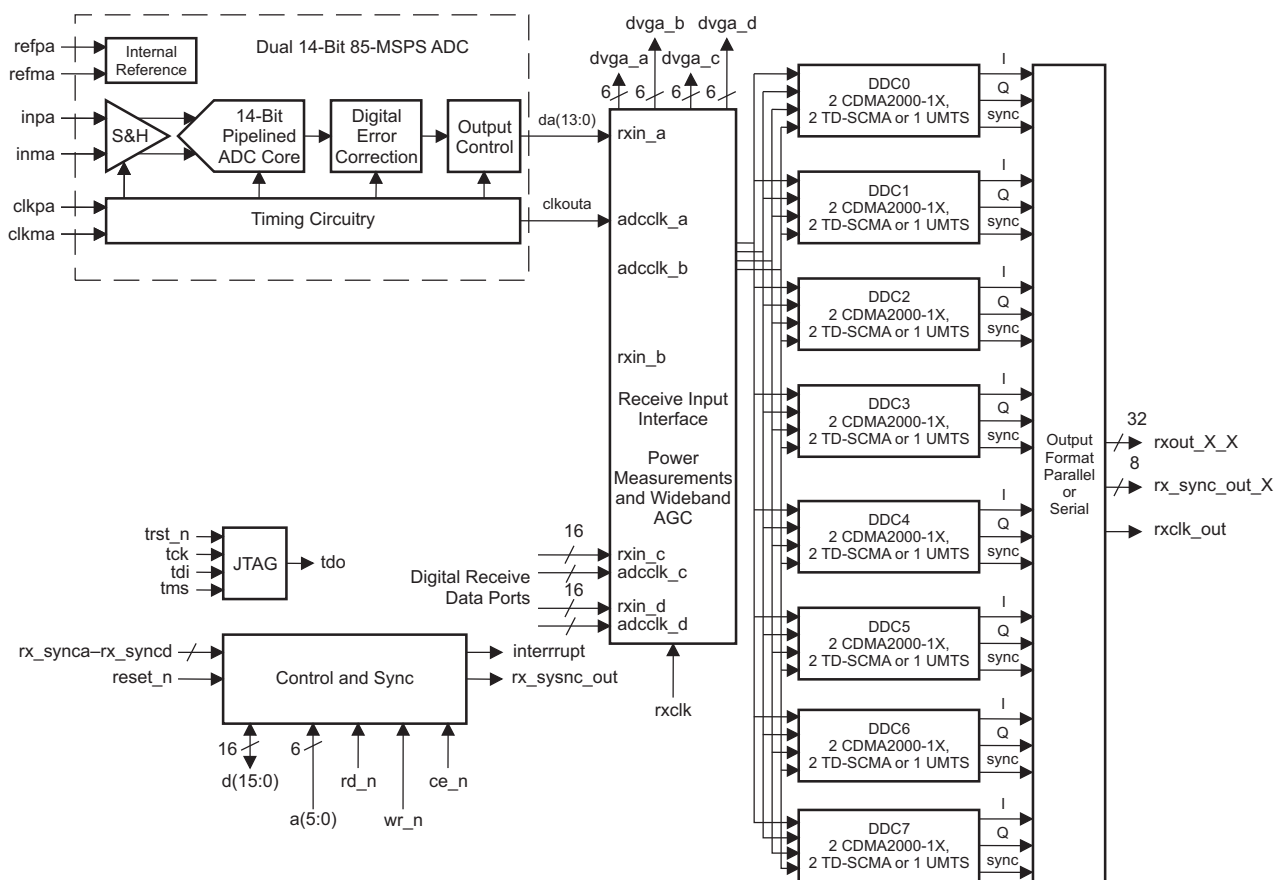 Dual 14-Bit 85-MSPS ADC
refpa
refma
Internal
Reference
inpa
inma
S&H
14-Bit
Pipelined
ADC Core
Digital
Error
Correction
Output
Control
da(13:0)
clkpa
clkma
Timing Circuitry
clkouta
dvga_b
dvga_d
dvga_a
dvga_c
6
6
6
6
rxin_a
adcclk_a
adcclk_b
rxin_b
Receive Input
Interface
Power
Measurements
and Wideband
AGC
rxin_c
adcclk_c
rxin_d
adcclk_d
16
16
Digital Receive
Data Ports
rxclk
trst_n
tck
tdi
tms
JTAG
tdo
rx_synca–rx_syncd
reset_n
Control and Sync
interrrupt
rx_sysnc_out
16
6
d(15:0)
a(5:0)
rd_n
wr_n
ce_n
DDC0
2 CDMA2000-1X,
2 TD-SCMA or 1 UMTS
I
Q
sync
DDC1
2 CDMA2000-1X,
2 TD-SCMA or 1 UMTS
I
Q
sync
DDC2
2 CDMA2000-1X,
2 TD-SCMA or 1 UMTS
I
Q
sync
DDC3
2 CDMA2000-1X,
2 TD-SCMA or 1 UMTS
I
Q
sync
DDC4
2 CDMA2000-1X,
2 TD-SCMA or 1 UMTS
I
Q
sync
DDC5
2 CDMA2000-1X,
2 TD-SCMA or 1 UMTS
I
Q
sync
DDC6
2 CDMA2000-1X,
2 TD-SCMA or 1 UMTS
I
Q
sync
DDC7
2 CDMA2000-1X,
2 TD-SCMA or 1 UMTS
I
Q
sync
Output
Format
Parallel
or
Serial
32
rxout_X_X
8
rx_sync_out_X
rxclk_out